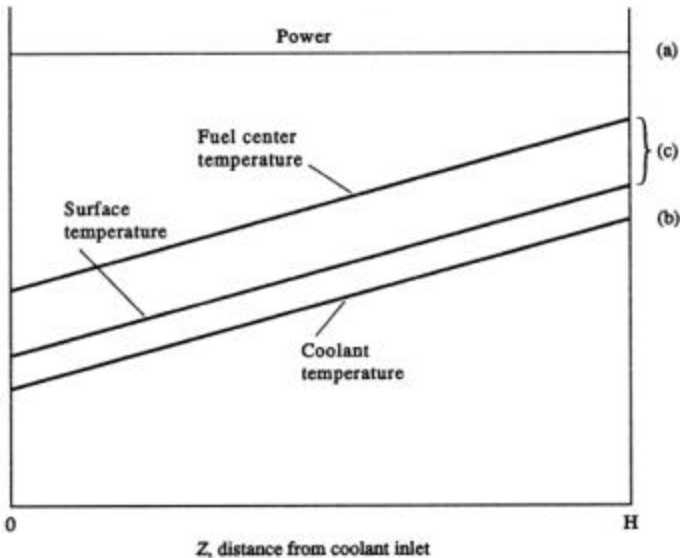 Power
(a)
Fuel center
temperature
(c)
Surface
temperature
(b)
Coolant
temperature
0
H
Z, distance from coolant inlet